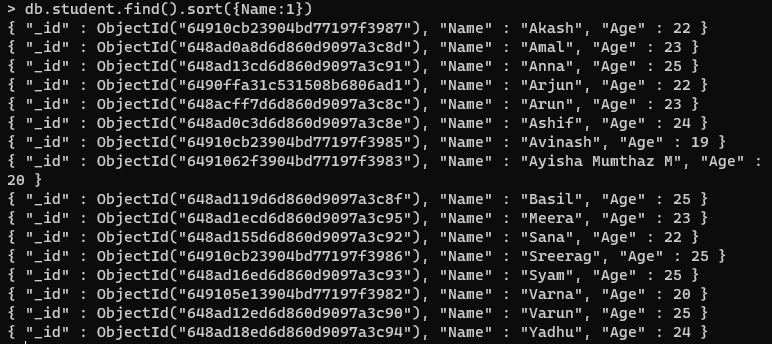 > db.student.find().sort({Name:1})
{ "_id" : ObjectId("64910cb23904bd77197f3987"), "Name" : "Akash", "Age" : 22 }
{ "_id" : ObjectId("648ad0a8d6d860d9097a3c8d"), "Name" : "Amal", "Age" : 23 }
{ "_id" : ObjectId("648ad13cd6d860d9097a3c91"), "Name" : "Anna", "Age" : 25 }
{ "_id" : ObjectId("6490ffa31c531508b6806ad1"), "Name" : "Arjun", "Age" : 22 }
{ "_id" : ObjectId("648acff7d6d860d9097a3c8c"), "Name" : "Arun", "Age" : 23 }
{ "_id" : ObjectId("648ad0c3d6d860d9097a3c8e"), "Name" : "Ashif", "Age" : 24 }
{ "_id" : ObjectId("64910cb23904bd77197f3985"), "Name" : "Avinash", "Age" : 19 }
{ "_id" : ObjectId("6491062f3904bd77197f3983"), "Name" : "Ayisha Mumthaz M", "Age" :
20 }
{ "_id" : ObjectId("648ad119d6d860d9097a3c8f"), "Name" : "Basil", "Age" : 25 }
{ "_id" : ObjectId("648ad1ecd6d860d9097a3c95"), "Name" : "Meera", "Age" : 23 }
{ "_id" : ObjectId("648ad155d6d860d9097a3c92"), "Name" : "Sana", "Age" : 22 }
{ "_id" : ObjectId("64910cb23904bd77197f3986"), "Name" : "Sreerag", "Age" : 25 }
{ "_id" : ObjectId("648ad16ed6d860d9097a3c93"), "Name" : "Syam", "Age" : 25 }
{ "_id" : ObjectId("649105e13904bd77197f3982"), "Name" : "Varna", "Age" : 20 }
{ "_id" : ObjectId("648ad12ed6d860d9097a3c90"), "Name" : "Varun", "Age" : 25 }
{ "_id" : ObjectId("648ad18ed6d860d9097a3c94"), "Name" : "Yadhu", "Age" : 24 }